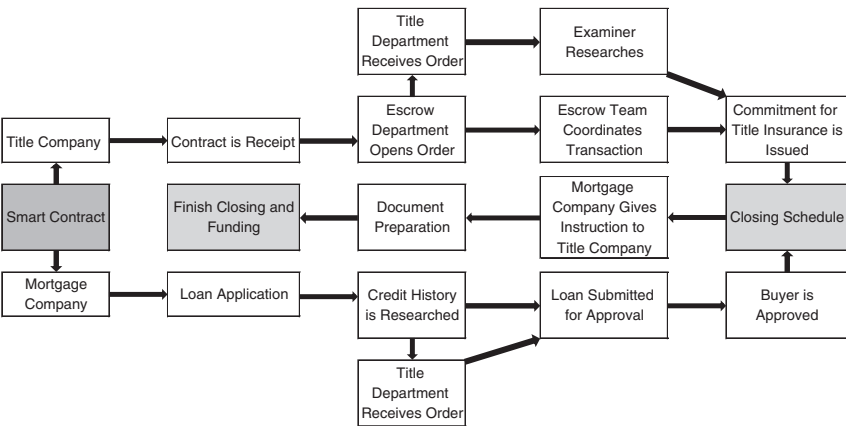 Title
Department
Receives Order
Examiner
Researches
Title Company
Contract is Receipt
Escrow
Department
Opens Order
Escrow Team
Coordinates
Transaction
Commitment for
Title Insurance is
Issued
Smart Contract
Finish Closing and
Funding
Document
Preparation
Mortgage
Company Gives
Instruction to
Title Company
Closing Schedule
Mortgage
Company
Loan Application
Credit History
is Researched
Loan Submitted
for Approval
Buyer is
Approved
Title
Department
Receives Order